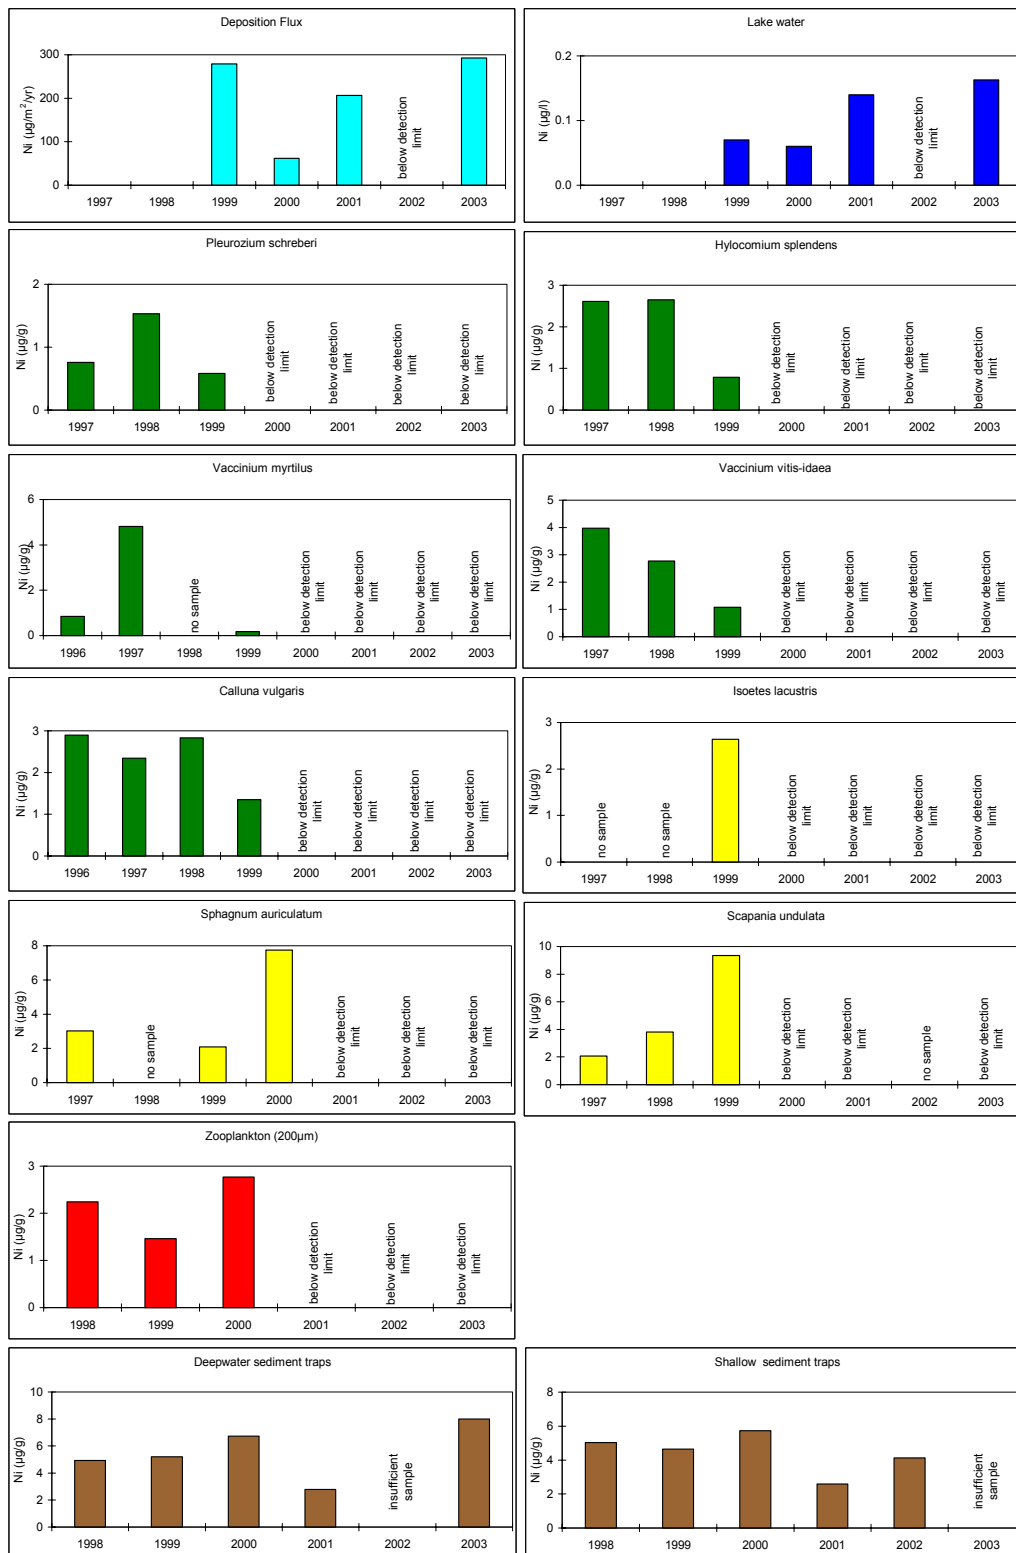 Deposition Flux
Ni (µg/m²/yr)
300
200
100
0
below detection
limit
1997 1998 1999 2000 2001 2002 2003
Lake water
Ni (µg/l)
0.2
0.1
0.0
below detection
limit
1997 1998 1999 2000 2001 2002 2003
Pleurozium schreberi
Ni (µg/g)
2
1
0
below detection
limit
below detection
limit
below detection
limit
below detection
limit
1997 1998 1999 2000 2001 2002 2003
Hylocomium splendens
Ni (µg/g)
3
2
1
0
below detection
limit
below detection
limit
below detection
limit
below detection
limit
1997 1998 1999 2000 2001 2002 2003
Vaccinium myrtilus
Ni (µg/g)
6
4
2
0
no sample
below detection
limit
below detection
limit
below detection
limit
below detection
limit
1996 1997 1998 1999 2000 2001 2002 2003
Vaccinium vitis-idaea
Ni (µg/g)
5
4
3
2
1
0
below detection
limit
below detection
limit
below detection
limit
below detection
limit
1997 1998 1999 2000 2001 2002 2003
Calluna vulgaris
Ni (µg/g)
3
2
1
0
below detection
limit
below detection
limit
below detection
limit
below detection
limit
1996 1997 1998 1999 2000 2001 2002 2003
Isoetes lacustris
Ni (µg/g)
3
2
1
0
no sample
no sample
below detection
limit
below detection
limit
below detection
limit
below detection
limit
1997 1998 1999 2000 2001 2002 2003
Sphagnum auriculatum
Ni (µg/g)
8
6
4
2
0
no sample
below detection
limit
below detection
limit
below detection
limit
1997 1998 1999 2000 2001 2002 2003
Scapania undulata
Ni (µg/g)
10
8
6
4
2
0
below detection
limit
below detection
limit
no sample
below detection
limit
1997 1998 1999 2000 2001 2002 2003
Zooplankton (200µm)
Ni (µg/g)
3
2
1
0
below detection
limit
below detection
limit
below detection
limit
1998 1999 2000 2001 2002 2003
Deepwater sediment traps
Ni (µg/g)
10
8
6
4
2
0
insufficient
sample
1998 1999 2000 2001 2002 2003
Shallow sediment traps
Ni (µg/g)
8
6
4
2
0
insufficient
sample
1998 1999 2000 2001 2002 2003